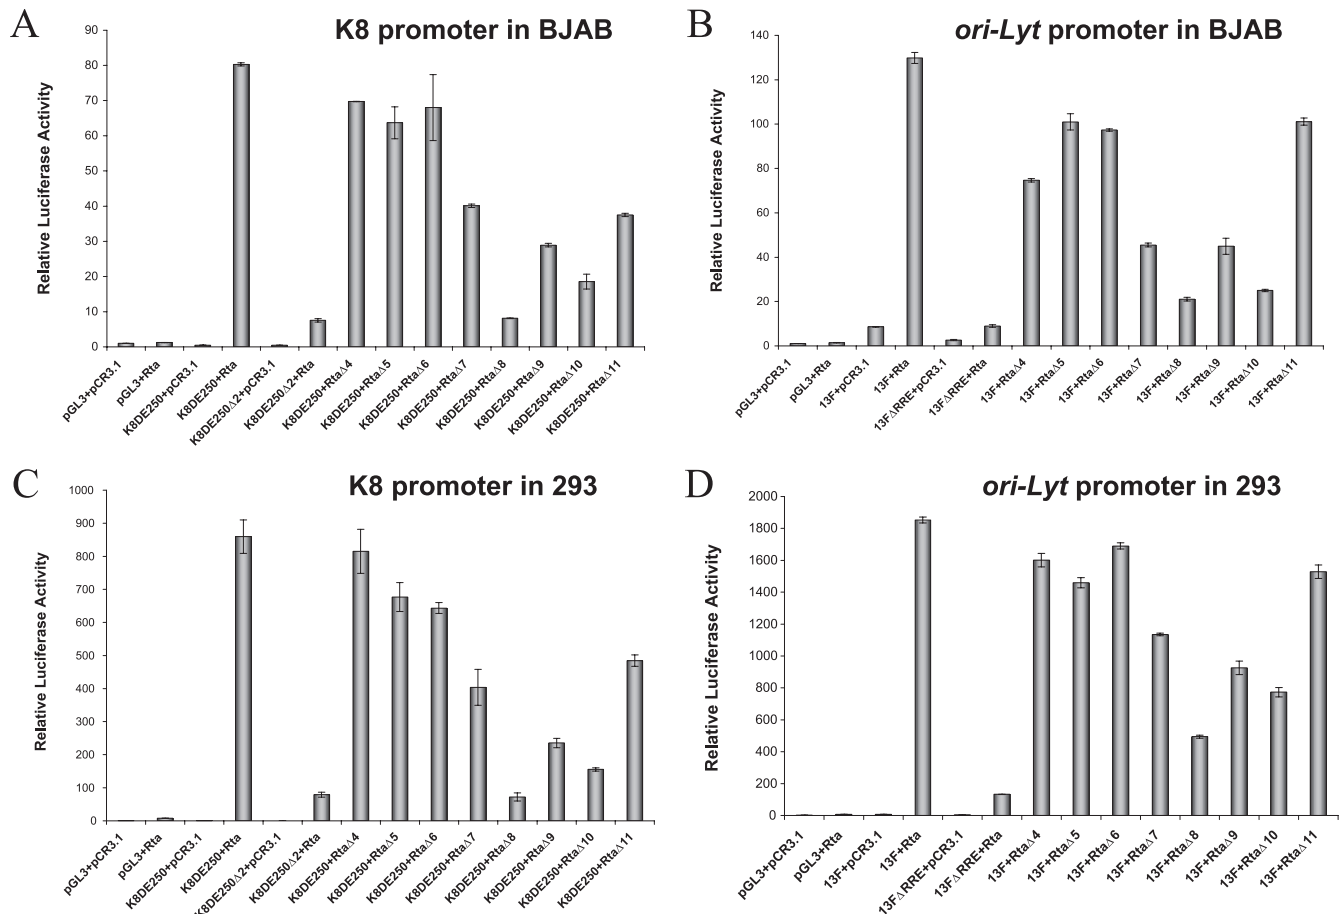 A
K8 promoter in BJAB
Relative Luciferase Activity
90
80
70
60
50
40
30
20
10
0
pGL3+pCR3.1
pGL3+Rta
K8DE250+pCR3.1
K8DE250+Rta
K8DE250Δ2+pCR3.1
K8DE250Δ2+Rta
K8DE250+RtaΔ4
K8DE250+RtaΔ5
K8DE250+RtaΔ6
K8DE250+RtaΔ7
K8DE250+RtaΔ8
K8DE250+RtaΔ9
K8DE250+RtaΔ10
K8DE250+RtaΔ11
B
ori-Lyt promoter in BJAB
Relative Luciferase Activity
140
120
100
80
60
40
20
0
pGL3+pCR3.1
pGL3+Rta
13F+pCR3.1
13F+Rta
13FΔRRE+pCR3.1
13FΔRRE+Rta
13F+RtaΔ4
13F+RtaΔ5
13F+RtaΔ6
13F+RtaΔ7
13F+RtaΔ8
13F+RtaΔ9
13F+RtaΔ10
13F+RtaΔ11
C
K8 promoter in 293
Relative Luciferase Activity
1000
900
800
700
600
500
400
300
200
100
0
pGL3+pCR3.1
pGL3+Rta
K8DE250+pCR3.1
K8DE250+Rta
K8DE250Δ2+pCR3.1
K8DE250Δ2+Rta
K8DE250+RtaΔ4
K8DE250+RtaΔ5
K8DE250+RtaΔ6
K8DE250+RtaΔ7
K8DE250+RtaΔ8
K8DE250+RtaΔ9
K8DE250+RtaΔ10
K8DE250+RtaΔ11
D
ori-Lyt promoter in 293
Relative Luciferase Activity
2000
1800
1600
1400
1200
1000
800
600
400
200
0
pGL3+pCR3.1
pGL3+Rta
13F+pCR3.1
13F+Rta
13FΔRRE+pCR3.1
13FΔRRE+Rta
13F+RtaΔ4
13F+RtaΔ5
13F+RtaΔ6
13F+RtaΔ7
13F+RtaΔ8
13F+RtaΔ9
13F+RtaΔ10
13F+RtaΔ11